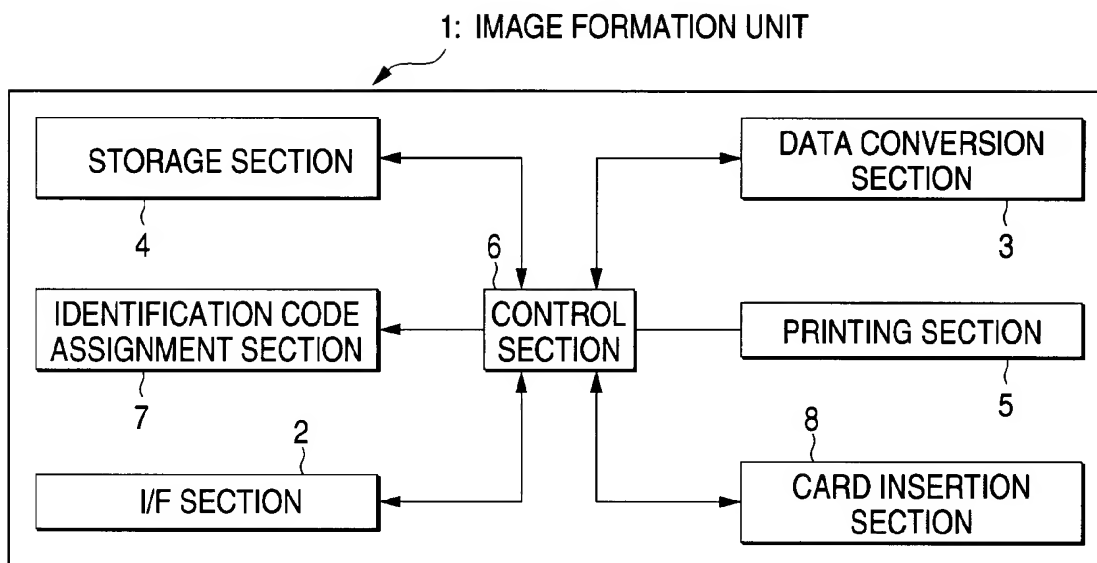 1: IMAGE FORMATION UNIT
STORAGE SECTION
4
DATA CONVERSION
SECTION
3
6
CONTROL
SECTION
IDENTIFICATION CODE
ASSIGNMENT SECTION
7
PRINTING SECTION
5
2
I/F SECTION
8
CARD INSERTION
SECTION